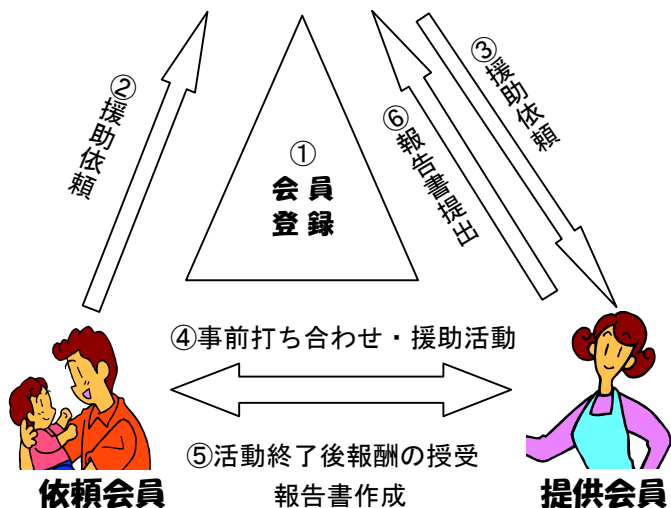 ①
会員
登録
②援助依頼
③援助依頼
⑥報告書提出
④事前打ち合わせ・援助活動
⑤活動終了後報酬の授受
報告書作成
依頼会員
提供会員